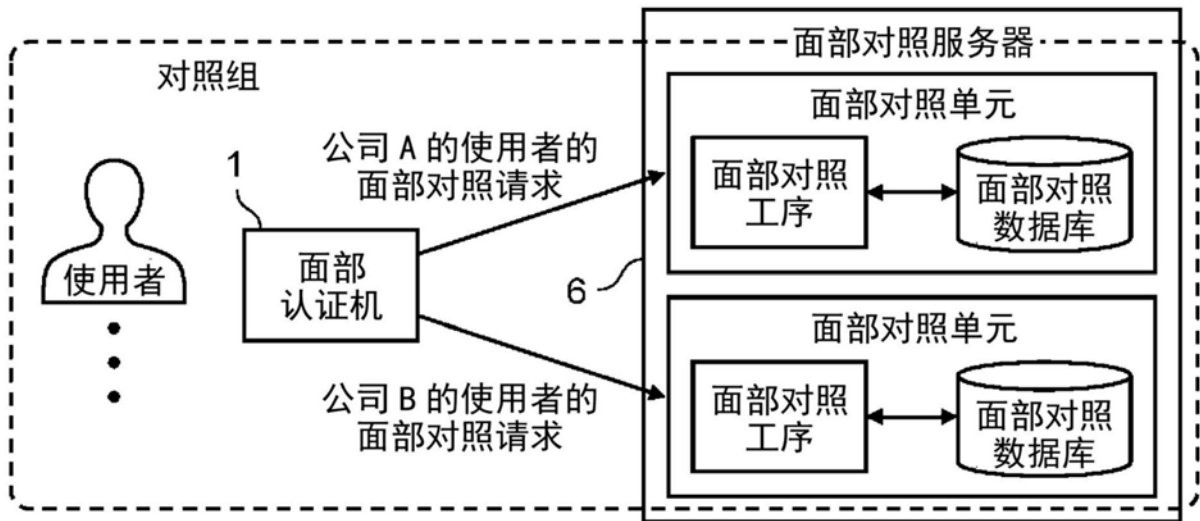 面部对照服务器
对照组
面部对照单元
公司 A 的使用者的
面部对照请求
1
面部对照
工序
面部对照
数据库
使用者
面部
认证机
6
面部对照单元
公司 B 的使用者的
面部对照请求
面部对照
工序
面部对照
数据库